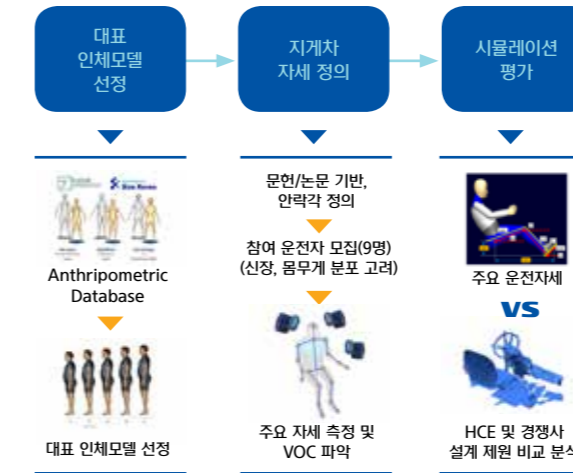 대표
인체모델
선정
지게차
자세 정의
시뮬레이션
평가
Size Korea
Anthripometric
Database
대표 인체모델 선정
문헌/논문 기반,
안락각 정의
참여 운전자 모집(9명)
(신장, 몸무게 분포 고려)
주요 자세 측정 및
VOC 파악
주요 운전자세
VS
HCE 및 경쟁사
설계 제원 비교 분석